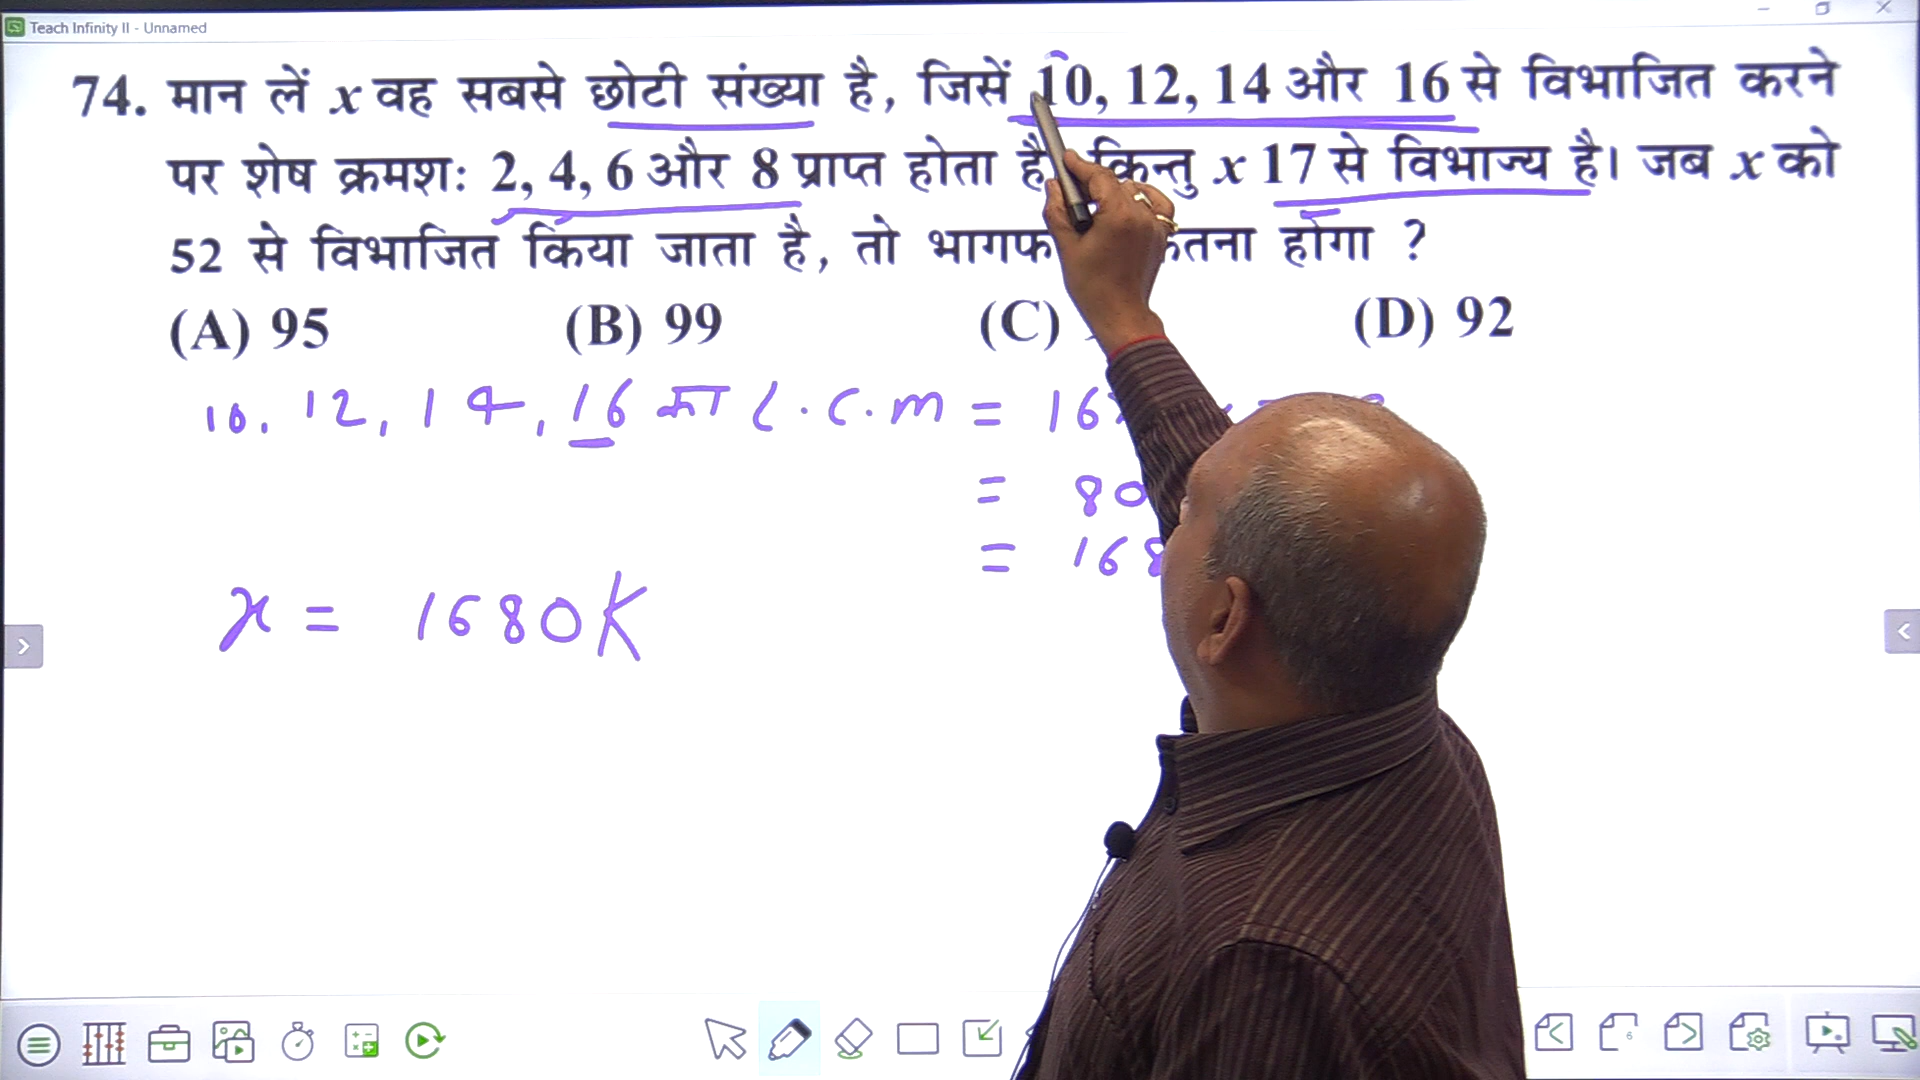 Teach Infinity II - Unnamed
74. मान लें x वह सबसे छोटी संख्या है, जिसें 10, 12, 14 और 16 से विभाजित करने
पर शेष क्रमशः 2, 4, 6 और 8 प्राप्त होता है, किन्तु x 17 से विभाज्य है। जब x को
52 से विभाजित किया जाता है, तो होगा ?
(A) 95 (B) 99 (C) (D) 92
10, 12, 14, 16 का L.C.M = 16
= 80
= 168
x = 1680K